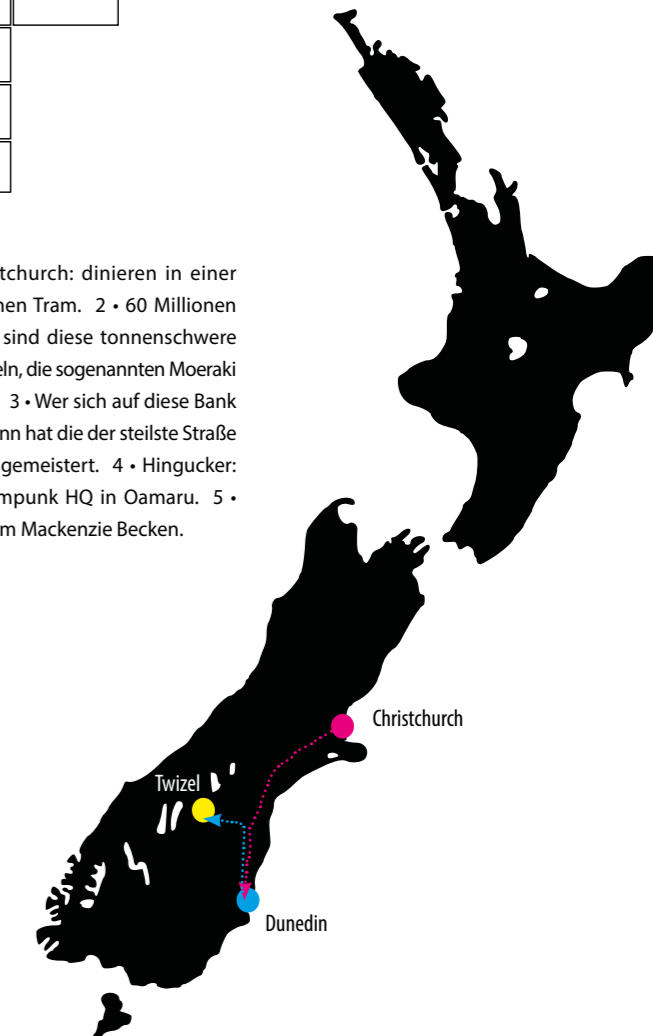 tchurch: dinieren in einer
nen Tram. 2 • 60 Millionen
sind diese tonnenschwere
eln, die sogenannten Moeraki
3 • Wer sich auf diese Bank
nn hat die der steilste Straße
gemeistert. 4 • Hingucker:
mpunk HQ in Oamaru. 5 •
m Mackenzie Becken.
Christchurch
Twizel
Dunedin